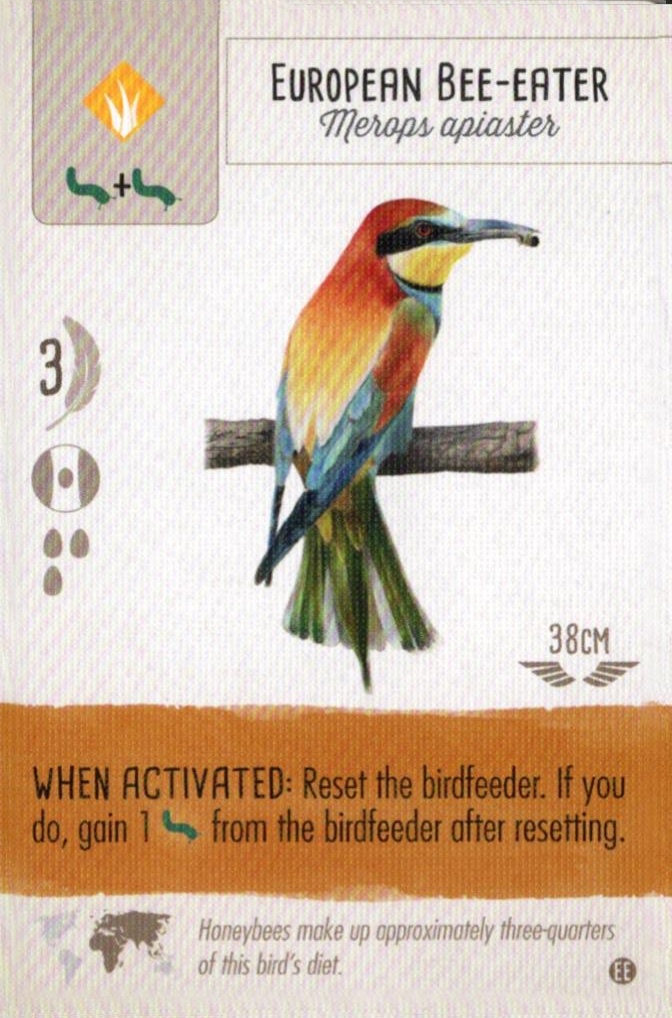 EUROPEAN BEE-EATER
Merops apiaster
+
3
38CM
WHEN ACTIVATED: Reset the birdfeeder. If you
do, gain 1 from the birdfeeder after resetting.
Honeybees make up approximately three-quarters
of this bird's diet.
EE